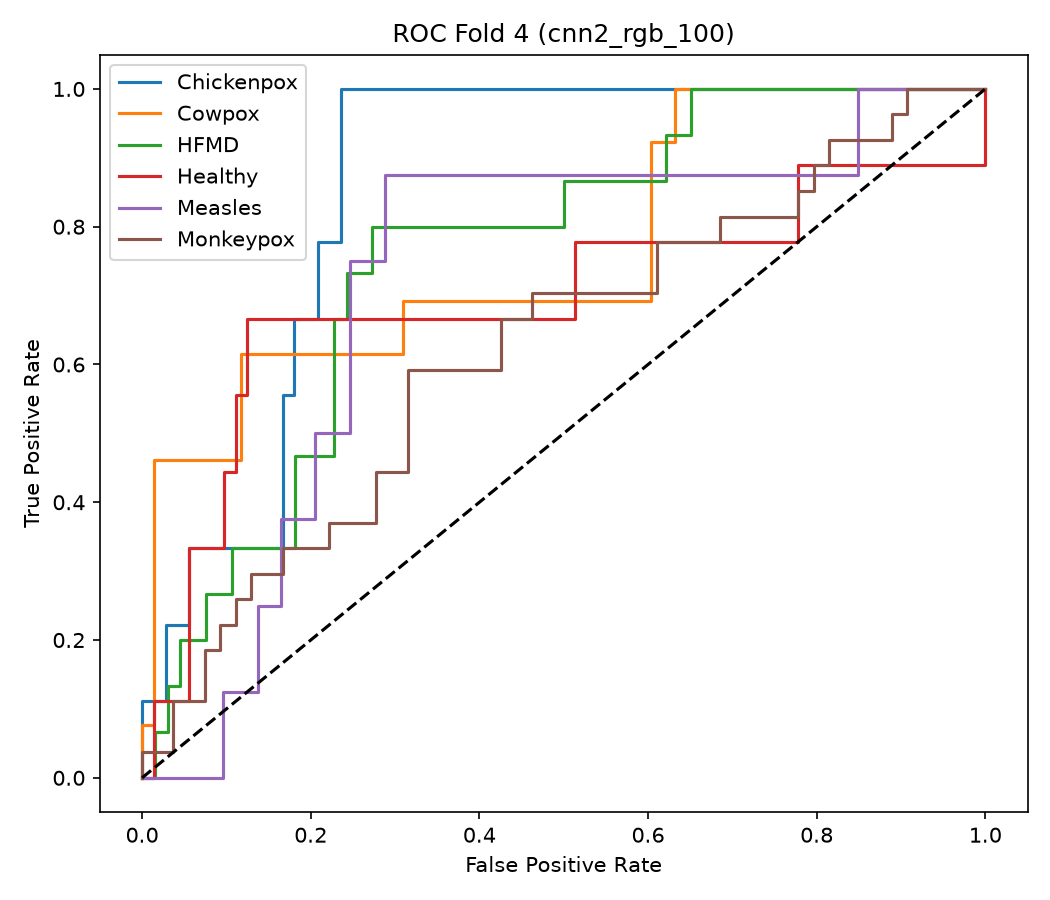 ROC Fold 4 (cnn2_rgb_100)
Chickenpox
Cowpox
HFMD
Healthy
Measles
Monkeypox
1.0
0.8
0.6
0.4
0.2
0.0
True Positive Rate
0.0 0.2 0.4 0.6 0.8 1.0
False Positive Rate